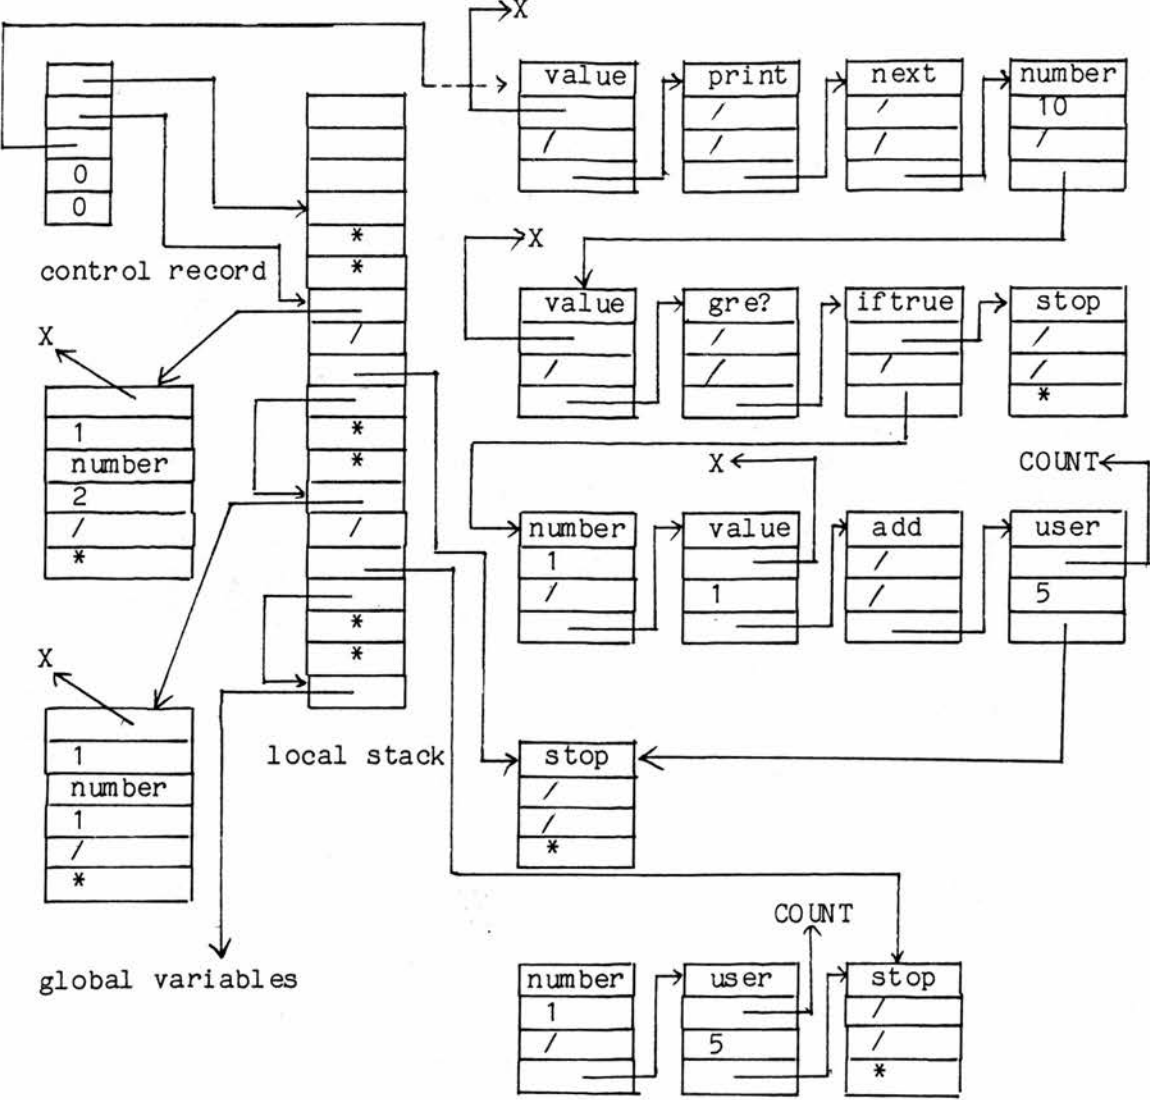 X
value print next number
/ 10
/ / / /
0
0
*
*
control record
X
value gre? iftrue stop
/ /
/ / / /
*
/
X
1
number
2
/
*
*
*
/
X COUNT
number value add user
1 /
/ 1 / 5
*
*
X
1
number
1
/
*
local stack
stop
/
/
*
COUNT
global variables
number user stop
1 /
/ 5 /
*